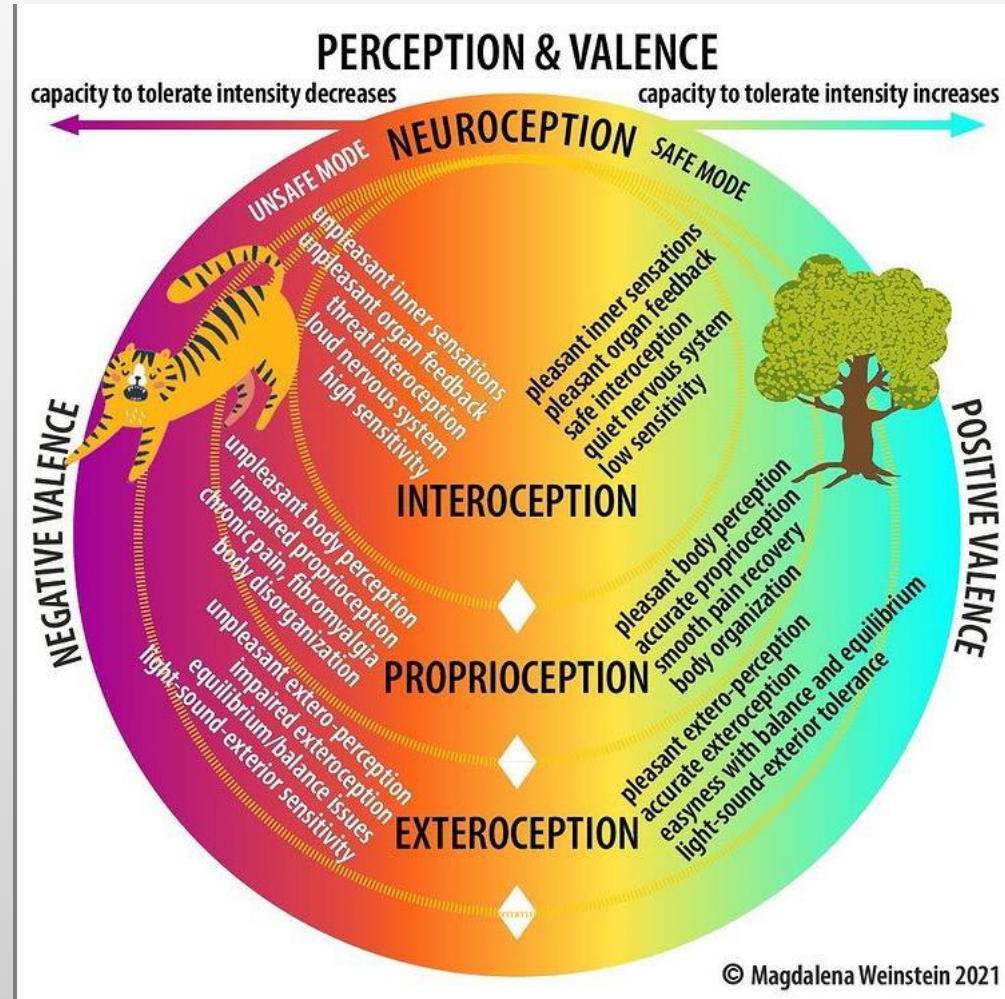 PERCEPTION & VALENCE
capacity to tolerate intensity decreases
capacity to tolerate intensity increases
NEUROCEPTION
UNSAFE MODE
SAFE MODE
unpleasant inner sensations
unpleasant organ feedback
threat interoception
loud nervous system
high sensitivity
pleasant inner sensations
pleasant organ feedback
safe interoception
quiet nervous system
low sensitivity
INTEROCEPTION
NEGATIVE VALENCE
POSITIVE VALENCE
unpleasant body perception
impaired proprioception
chronic pain, fibromyalgia
body disorganization
pleasant body perception
accurate proprioception
smooth pain recovery
body organization
PROPRIOCEPTION
unpleasant extero-perception
impaired exteroception
equilibrium/balance issues
light-sound-exterior sensitivity
pleasant extero-perception
accurate exteroception
easyness with balance and equilibrium
light-sound-exterior tolerance
EXTEROCEPTION
© Magdalena Weinstein 2021